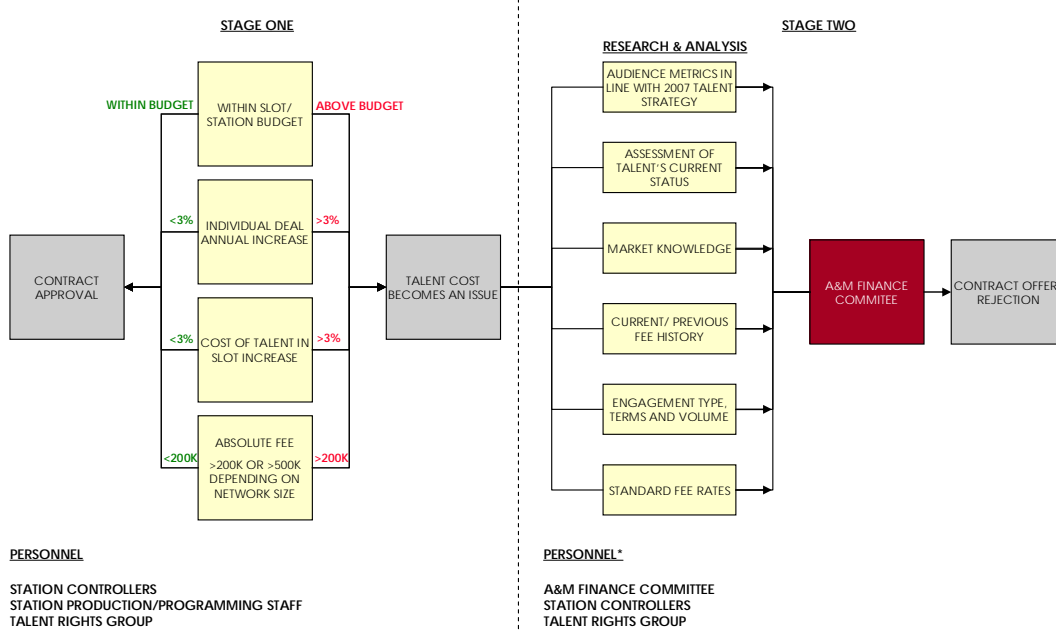 STAGE ONE
WITHIN BUDGET
WITHIN SLOT/
STATION BUDGET
ABOVE BUDGET
<3%
INDIVIDUAL DEAL
ANNUAL INCREASE
>3%
CONTRACT
APPROVAL
TALENT COST
BECOMES AN ISSUE
<3%
COST OF TALENT IN
SLOT INCREASE
>3%
<200K
ABSOLUTE FEE
>200K OR >500K
DEPENDING ON
NETWORK SIZE
>200K
PERSONNEL
STATION CONTROLLERS
STATION PRODUCTION/PROGRAMMING STAFF
TALENT RIGHTS GROUP
STAGE TWO
RESEARCH & ANALYSIS
AUDIENCE METRICS IN
LINE WITH 2007 TALENT
STRATEGY
ASSESSMENT OF
TALENT'S CURRENT
STATUS
MARKET KNOWLEDGE
CURRENT/ PREVIOUS
FEE HISTORY
ENGAGEMENT TYPE,
TERMS AND VOLUME
STANDARD FEE RATES
A&M FINANCE
COMMITEE
CONTRACT OFFER
REJECTION
PERSONNEL*
A&M FINANCE COMMITTEE
STATION CONTROLLERS
TALENT RIGHTS GROUP